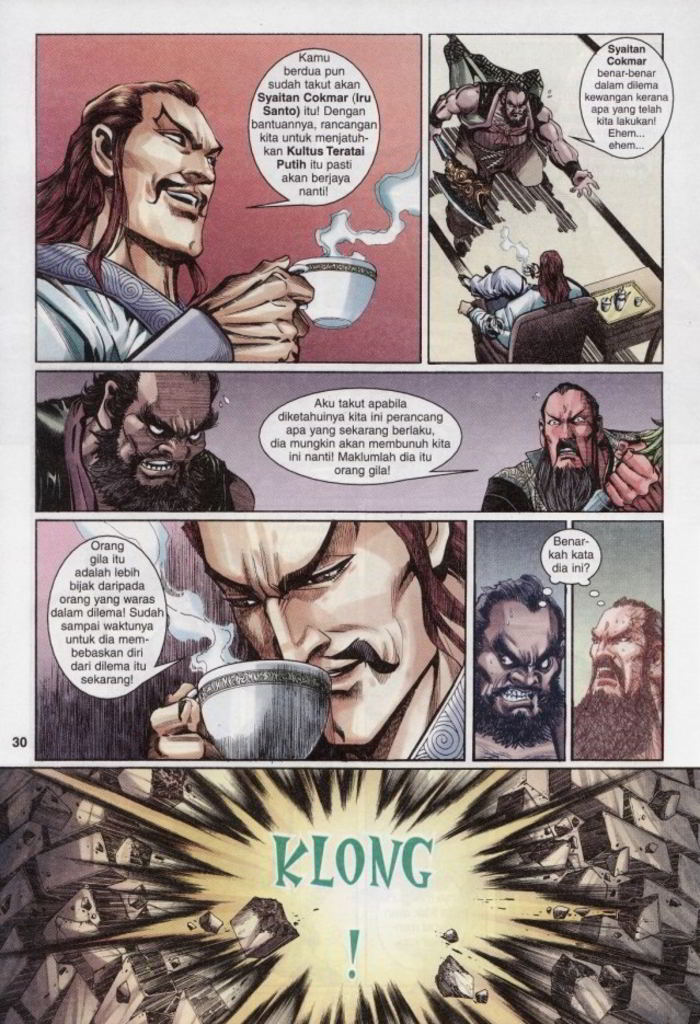 Kamu
berdua pun
sudah takut akan
Syaitan Cokmar (Iru
Santo) itu! Dengan
bantuannya, rancangan
kita untuk menjatuh-
kan Kultus Teratai
Putih itu pasti
akan berjaya
nanti!
Syaitan
Cokmar
benar-benar
dalam dilema
kewangan kerana
apa yang telah
kita lakukan!
Ehem...
ehem...
Aku takut apabila
diketahuinya kita ini perancang
apa yang sekarang berlaku,
dia mungkin akan membunuh kita
ini nanti! Maklumlah dia itu
orang gila!
Orang
gila itu
adalah lebih
bijak daripada
orang yang waras
dalam dilema! Sudah
sampai waktunya
untuk dia mem-
bebaskan diri
dari dilema itu
sekarang!
Benar-
kah kata
dia ini?
30
KLONG
!